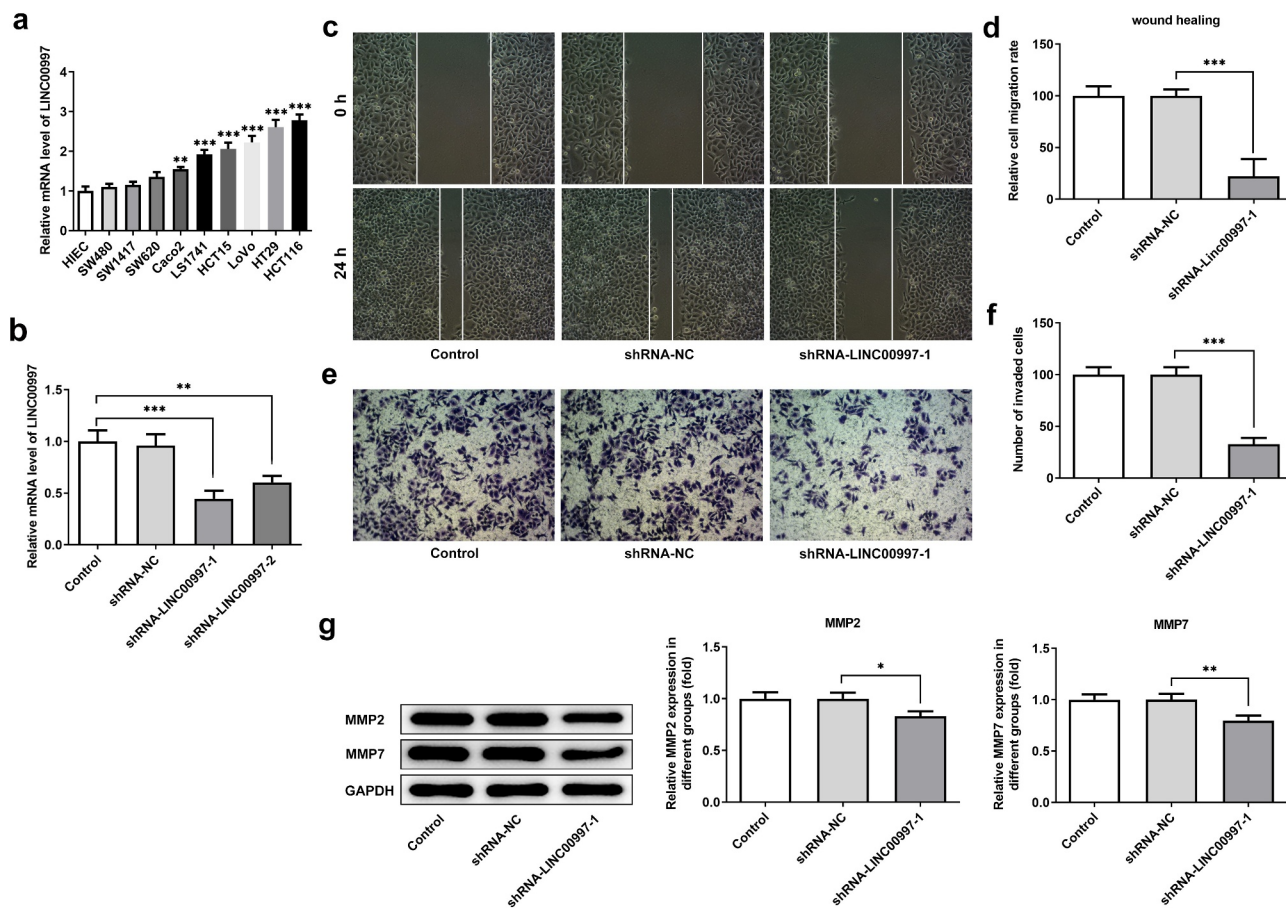 a
Relative mRNA level of LINC00997
4
3
2
1
0
** *** *** *** *** ***
HIEC
SW480
SW1417
SW620
Caco2
LS1741
HCT15
LoVo
HT29
HCT116
b
Relative mRNA level of LINC00997
1.5
1.0
0.5
0.0
**
***
Control
shRNA-NC
shRNA-LINC00997-1
shRNA-LINC00997-2
c
0 h
24 h
Control shRNA-NC shRNA-LINC00997-1
d
wound healing
Relative cell migration rate
150
100
50
0
***
Control
shRNA-NC
shRNA-Linc00997-1
e
Control shRNA-NC shRNA-LINC00997-1
f
Number of invaded cells
150
100
50
0
***
Control
shRNA-NC
shRNA-LINC00997-1
g
MMP2
MMP7
GAPDH
Control
shRNA-NC
shRNA-LINC00997-1
MMP2
Relative MMP2 expression in
different groups (fold)
1.5
1.0
0.5
0.0
*
Control
shRNA-NC
shRNA-LINC00997-1
MMP7
Relative MMP7 expression in
different groups (fold)
1.5
1.0
0.5
0.0
**
Control
shRNA-NC
shRNA-LINC00997-1